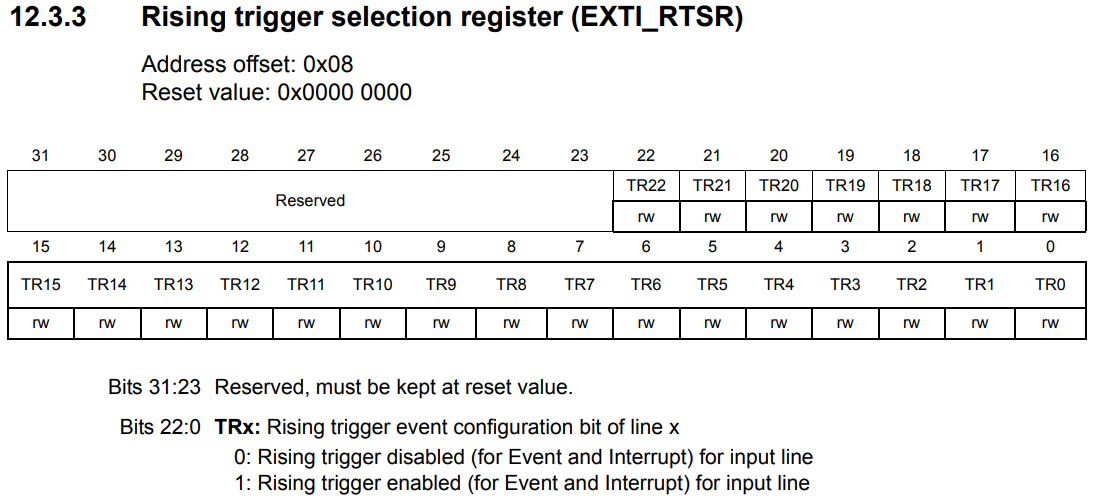 12.3.3 Rising trigger selection register (EXTI_RTSR)
Address offset: 0x08
Reset value: 0x0000 0000
31 30 29 28 27 26 25 24 23 22 21 20 19 18 17 16
Reserved TR22 TR21 TR20 TR19 TR18 TR17 TR16
rw rw rw rw rw rw rw
15 14 13 12 11 10 9 8 7 6 5 4 3 2 1 0
TR15 TR14 TR13 TR12 TR11 TR10 TR9 TR8 TR7 TR6 TR5 TR4 TR3 TR2 TR1 TR0
rw rw rw rw rw rw rw rw rw rw rw rw rw rw rw rw
Bits 31:23 Reserved, must be kept at reset value.
Bits 22:0 TRx: Rising trigger event configuration bit of line x
0: Rising trigger disabled (for Event and Interrupt) for input line
1: Rising trigger enabled (for Event and Interrupt) for input line